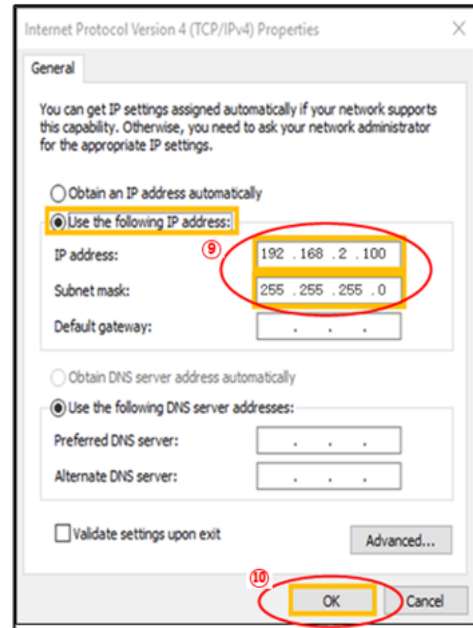 Internet Protocol Version 4 (TCP/IPv4) Properties
General
You can get IP settings assigned automatically if your network supports
this capability. Otherwise, you need to ask your network administrator
for the appropriate IP settings.
Obtain an IP address automatically
Use the following IP address:
⑨
IP address: 192 . 168 . 2 . 100
Subnet mask: 255 . 255 . 255 . 0
Default gateway: . . .
Obtain DNS server address automatically
Use the following DNS server addresses:
Preferred DNS server: . . .
Alternate DNS server: . . .
Validate settings upon exit
Advanced...
⑩
OK Cancel